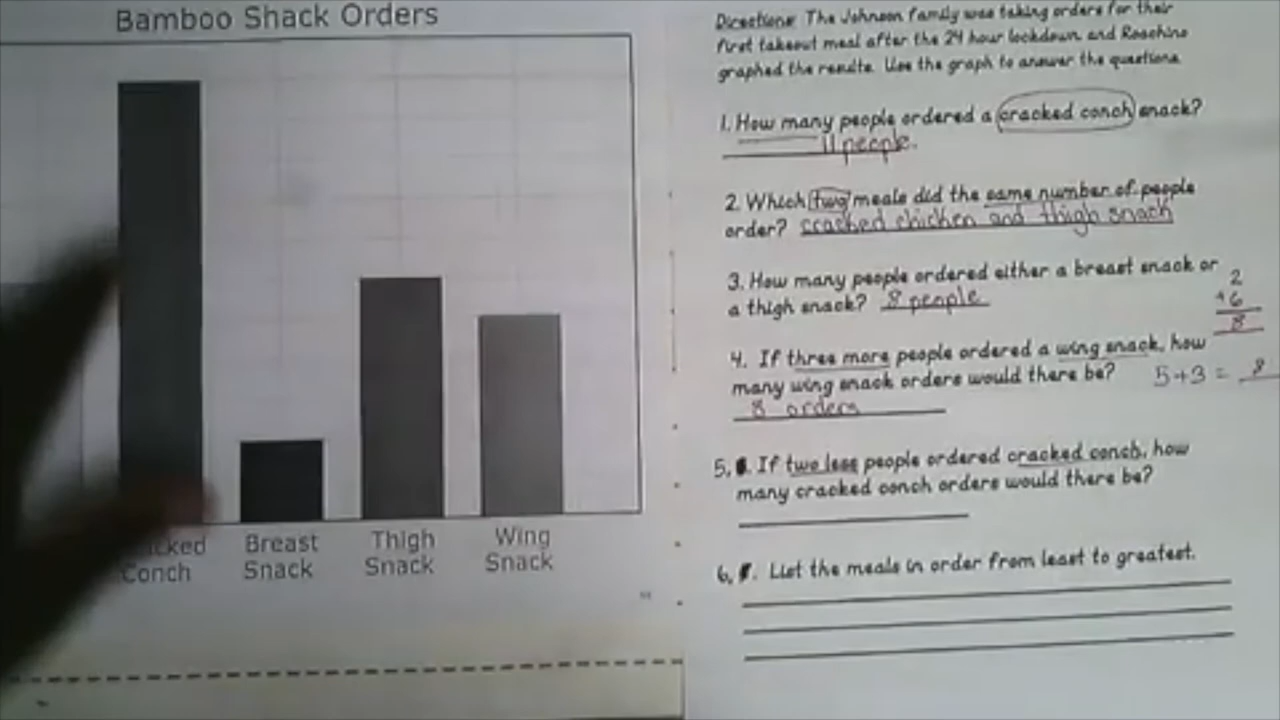 Bamboo Shack Orders
Conch
Breast
Snack
Thigh
Snack
Wing
Snack
Directions: The Johnson family was taking orders for their
first takeout meal after the 24 hour lockdown and Roschino
graphed the results. Use the graph to answer the questions.
1. How many people ordered a cracked conch snack?
11 people.
2. Which two meals did the same number of people
order? cracked chicken and thigh snack
3. How many people ordered either a breast snack or
a thigh snack? 8 people
2
+6
8
4. If three more people ordered a wing snack, how
many wing snack orders would there be? 5+3 = 8
8 orders
5. If two less people ordered cracked conch, how
many cracked conch orders would there be?
6. List the meals in order from least to greatest.